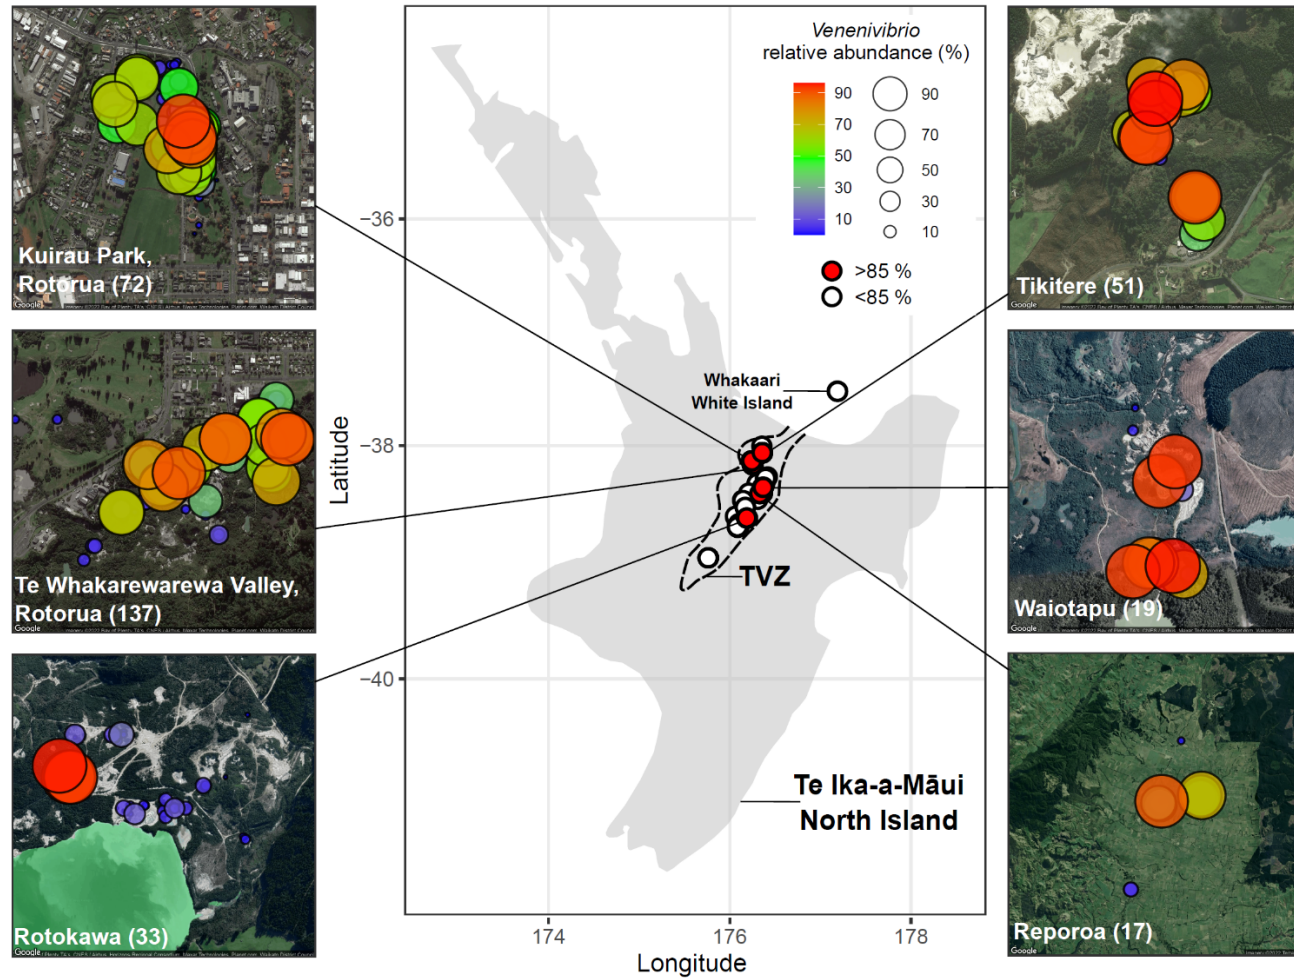 Kuirau Park,
Rotorua (72)
Google
Te Whakarewarewa Valley,
Rotorua (137)
Google
Rotokawa (33)
Google
Venenivibrio
relative abundance (%)
90
70
50
30
10
90
70
50
30
10
>85 %
<85 %
Whakaari
White Island
TVZ
Te Ika-a-Māui
North Island
−36
−38
−40
Latitude
174
176
178
Longitude
Tikitere (51)
Google
Waiotapu (19)
Google
Reporoa (17)
Google